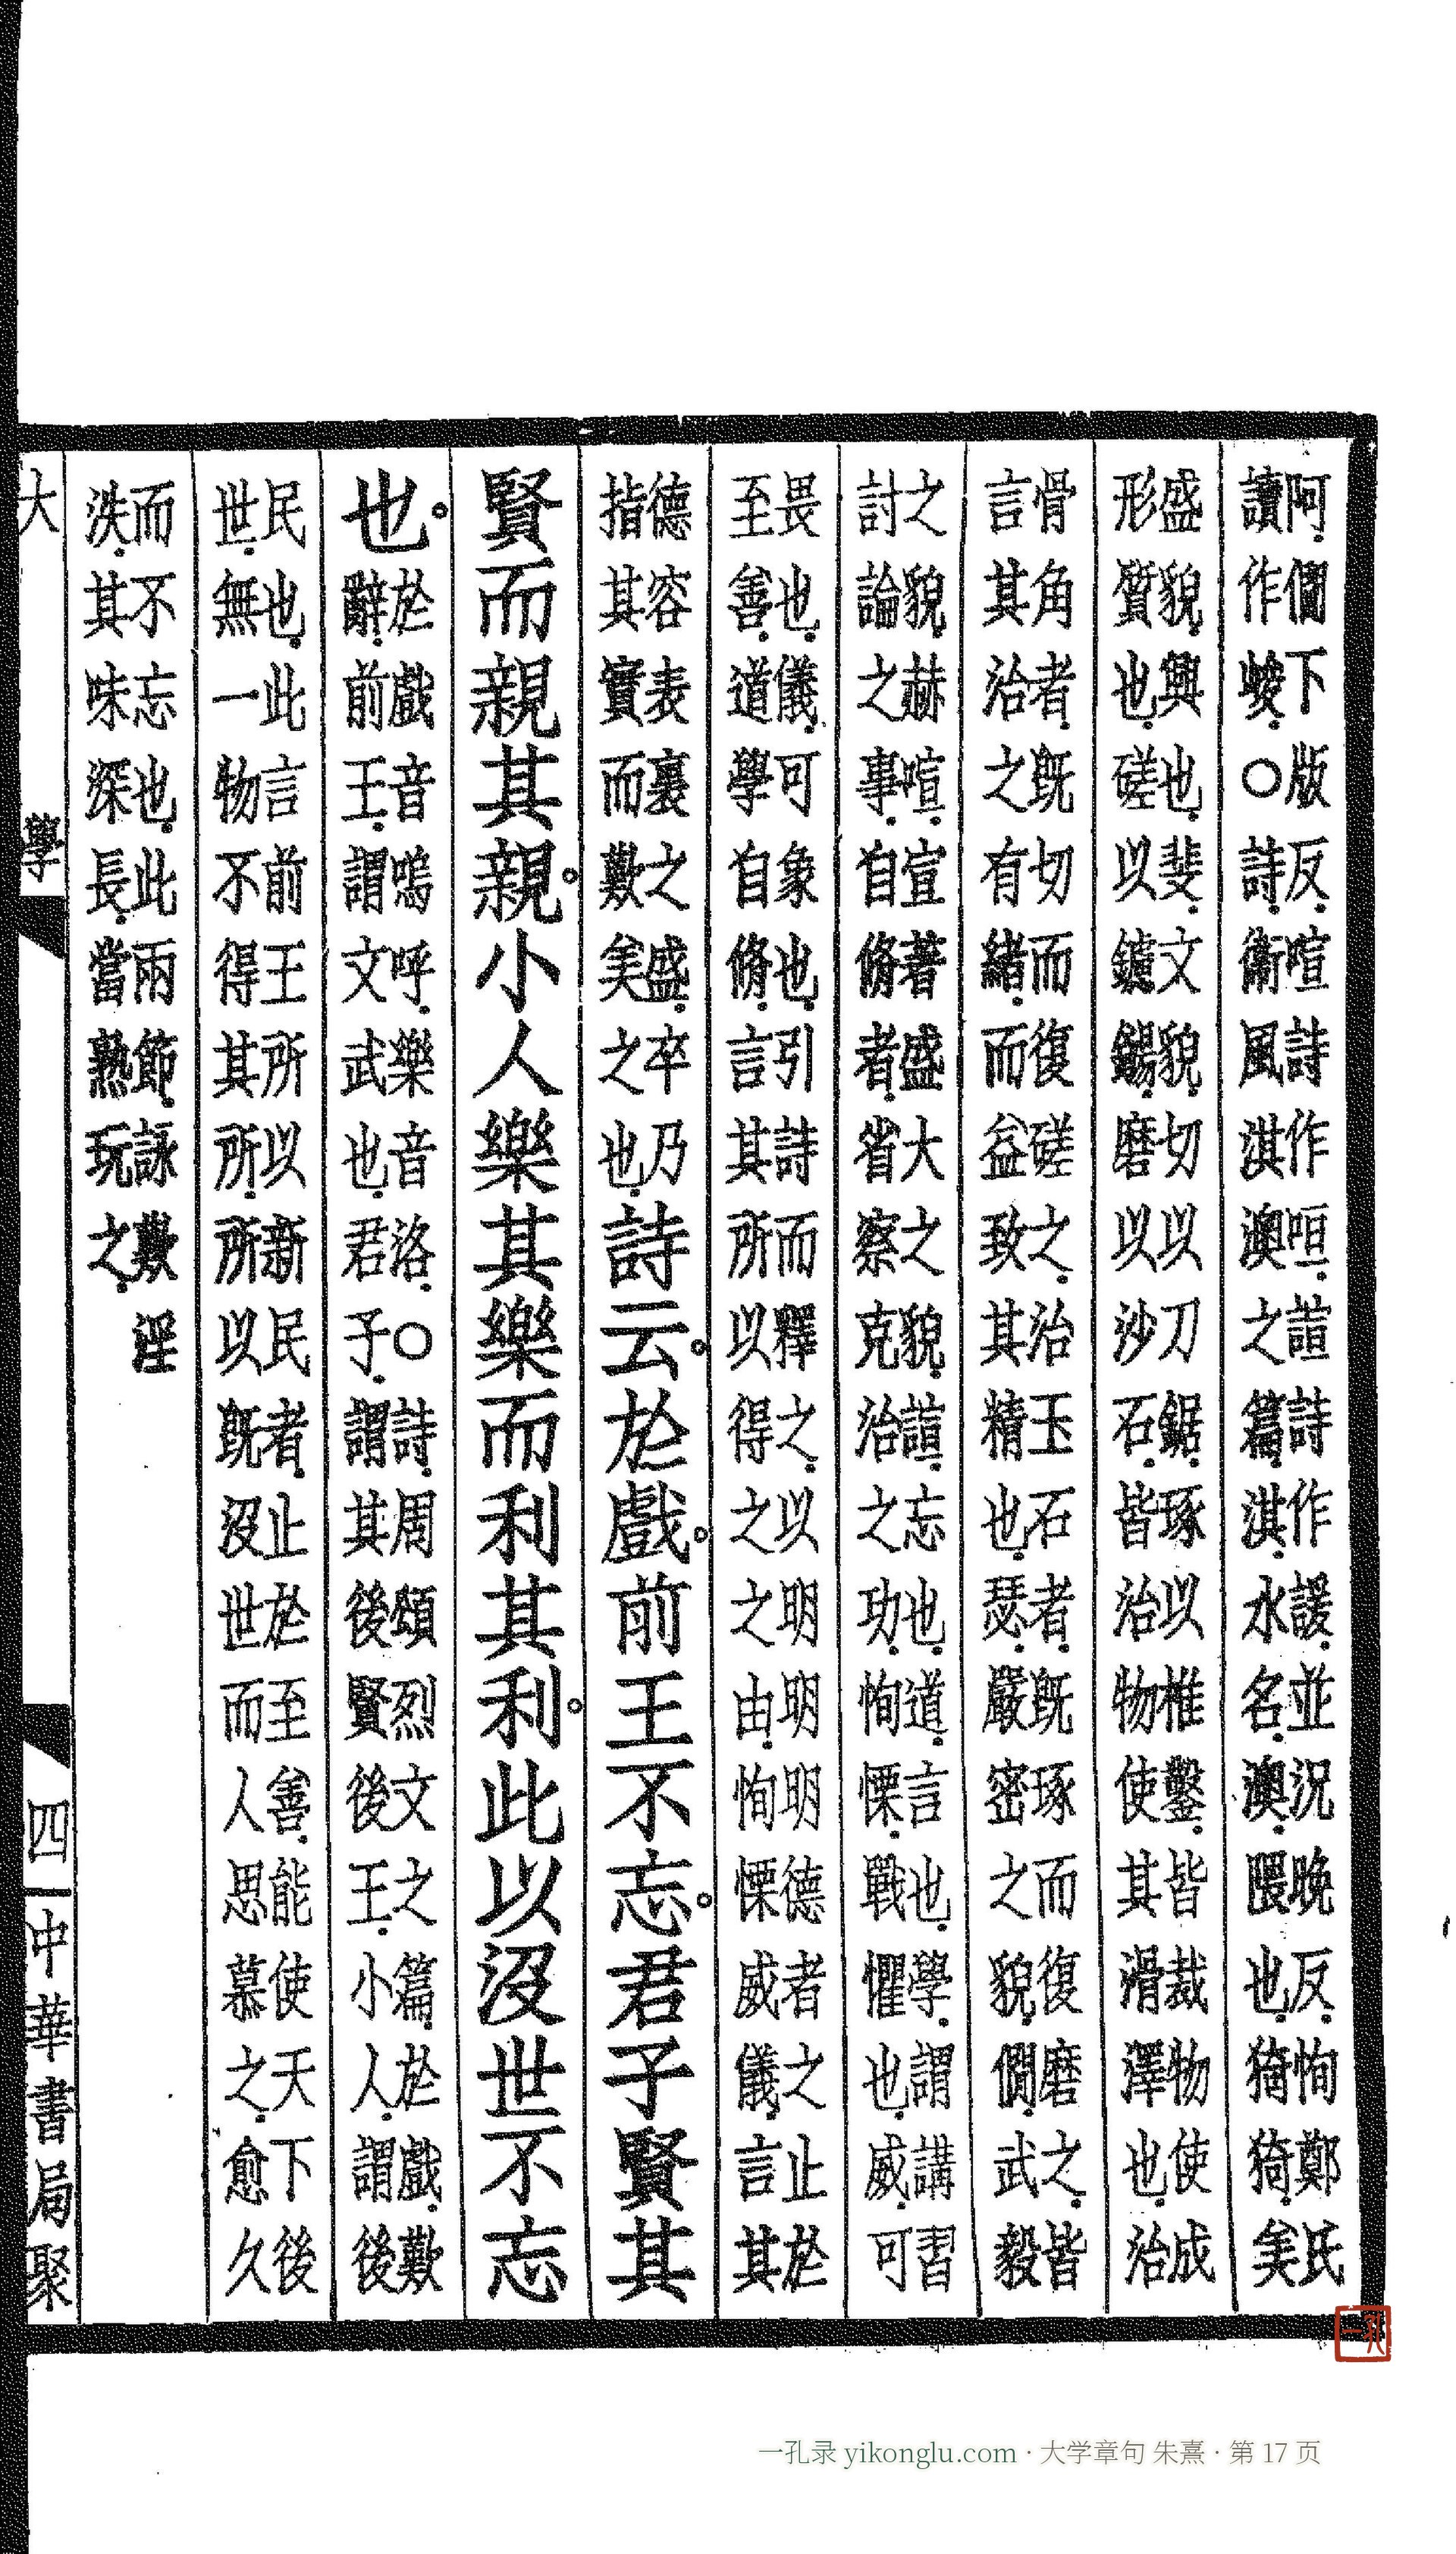 阿僴下版反喧詩作咺諠詩作諼並況晚反恂鄭氏
讀作峻〇詩衛風淇澳之篇淇水名澳隈也猗猗美
盛貌興也斐文貌切以刀鋸琢以椎鑿皆裁物使成
形質也磋以鑢鐋磨以沙石皆治物使其滑澤也治
骨角者既切而復磋之治玉石者既琢而復磨之皆
言其治之有緒而益致其精也瑟嚴密之貌僴武毅
之貌赫喧宣著盛大之貌諠忘也道言也學謂講習
討論之事自脩者省察克治之功恂慄戰懼也威可
畏也儀可象也引詩而釋之以明明明德者之止於
至善道學自脩言其所以得之之由恂慄威儀言其
德容表裏之盛卒乃
指其實而歎美之也
詩云於戲前王不忘君子賢其
賢而親其親小人樂其樂而利其利此以沒世不忘
也
於戲音嗚呼樂音洛〇詩周頌烈文之篇於戲歎
辭前王謂文武也君子謂其後賢後王小人謂後
民也此言前王所以新民者止於至善能使天下後
世無一物不得其所所以既沒世而人思慕之愈久
而不忘也此兩節詠歎淫
泆其味深長當熟玩之
大學
四
中華書局聚
一孔
一孔录 yikonglu.com · 大学章句 朱熹 · 第 17 页